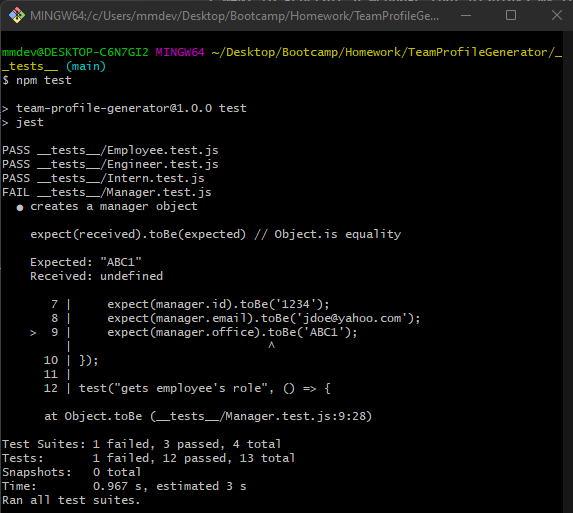 MINGW64:/c/Users/mmdev/Desktop/Bootcamp/Homework/TeamProfileGe...
mmdev@DESKTOP-C6N7GI2 MINGW64 ~/Desktop/Bootcamp/Homework/TeamProfileGenerator/_
_tests__ (main)
$ npm test
> team-profile-generator@1.0.0 test
> jest
PASS __tests__/Employee.test.js
PASS __tests__/Engineer.test.js
PASS __tests__/Intern.test.js
FAIL __tests__/Manager.test.js
● creates a manager object
expect(received).toBe(expected) // Object.is equality
Expected: "ABC1"
Received: undefined
7 |     expect(manager.id).toBe('1234');
8 |     expect(manager.email).toBe('jdoe@yahoo.com');
> 9 |     expect(manager.office).toBe('ABC1');
|                            ^
10 | });
11 |
12 | test("gets employee's role", () => {
at Object.toBe (__tests__/Manager.test.js:9:28)
Test Suites: 1 failed, 3 passed, 4 total
Tests:       1 failed, 12 passed, 13 total
Snapshots:   0 total
Time:        0.967 s, estimated 3 s
Ran all test suites.